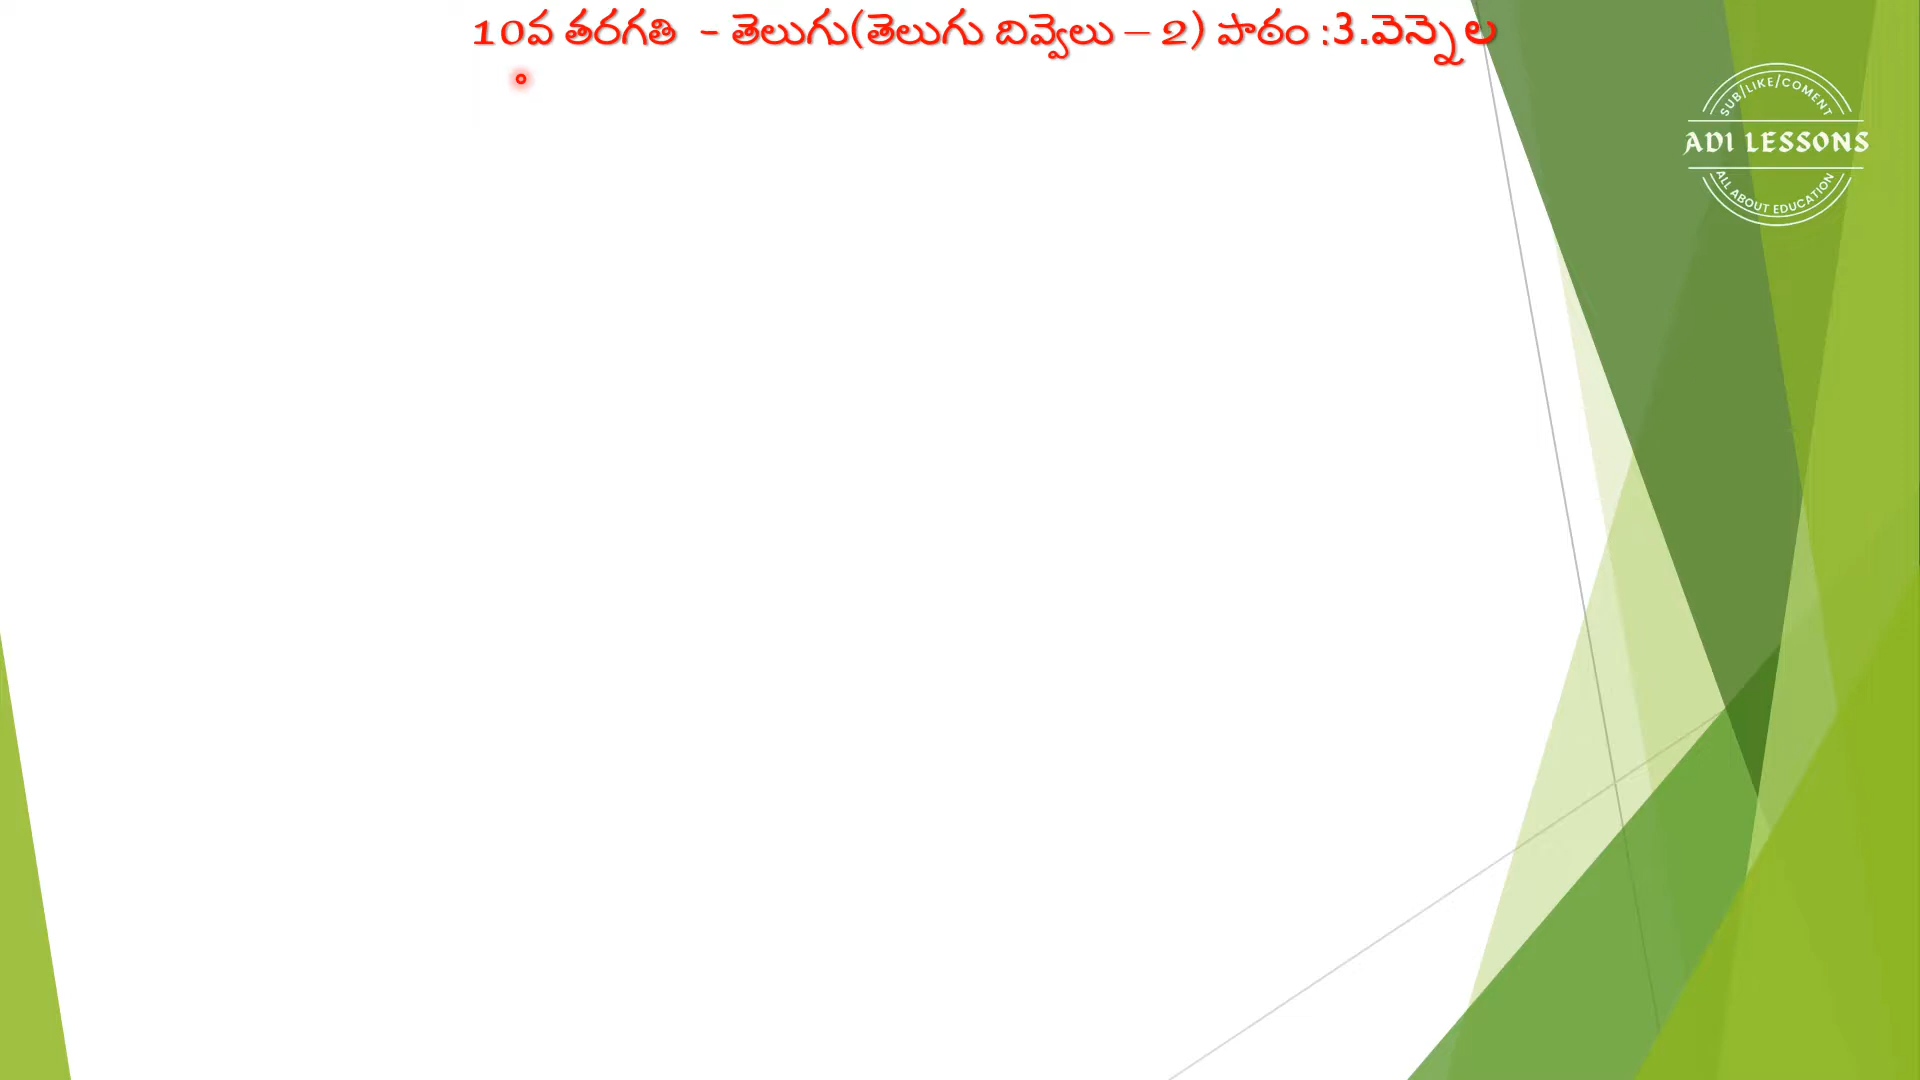 10వ తరగతి - తెలుగు(తెలుగు దివ్వెలు – 2) పాఠం :3.వెన్నెల
SUB/LIKE/COMENT
ADI LESSONS
ALL ABOUT EDUCATION